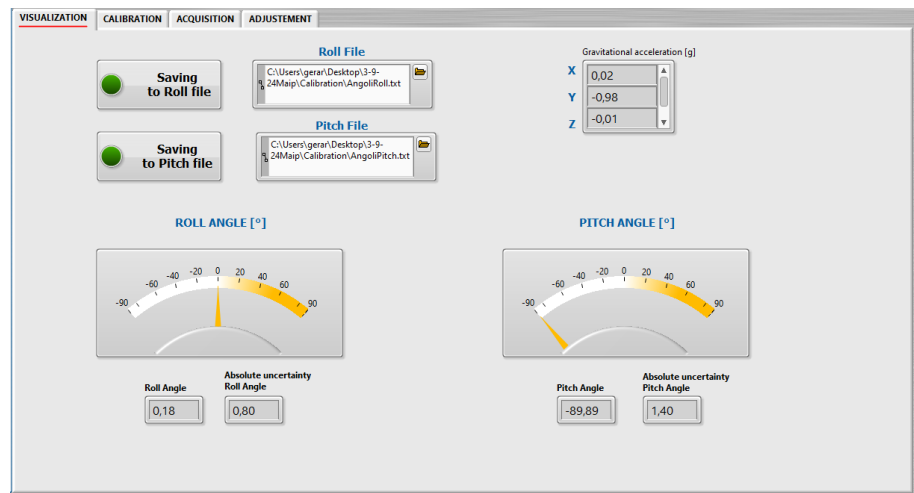 VISUALIZATION CALIBRATION ACQUISITION ADJUSTEMENT
Roll File
Saving
to Roll file
C:\Users\gerar\Desktop\3-9-
24Maip\Calibration\AngoliRoll.txt
Gravitational acceleration [g]
X 0,02
Y -0,98
Z -0,01
Pitch File
Saving
to Pitch file
C:\Users\gerar\Desktop\3-9-
24Maip\Calibration\AngoliPitch.txt
ROLL ANGLE [°]
-90 -60 -40 -20 0 20 40 60 90
Roll Angle
0,18
Absolute uncertainty
Roll Angle
0,80
PITCH ANGLE [°]
-90 -60 -40 -20 0 20 40 60 90
Pitch Angle
-89,89
Absolute uncertainty
Pitch Angle
1,40